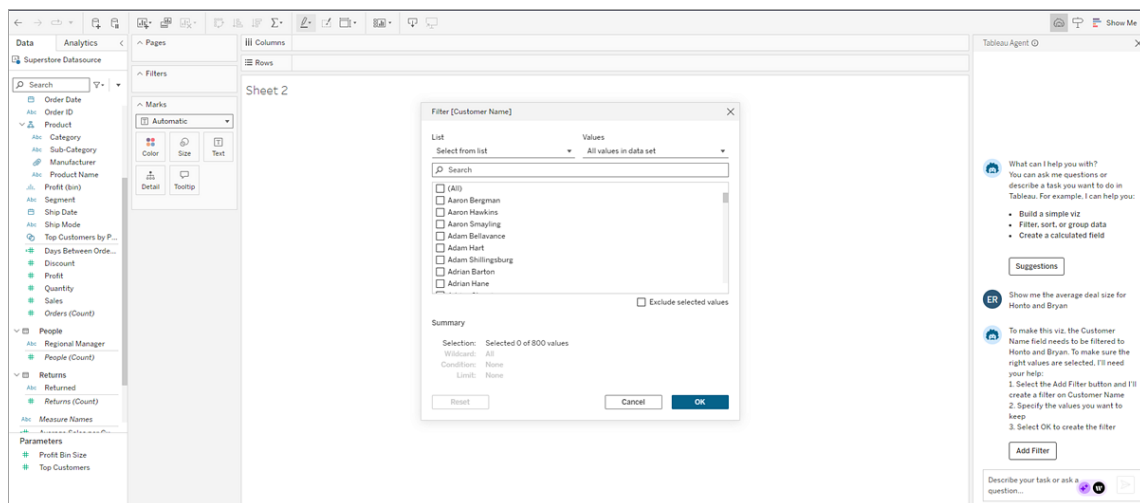 Show Me
Data
Analytics
Pages
Columns
Rows
Superstore Datasource
Search
Filters
Marks
Automatic
Color
Size
Text
Detail
Tooltip
Order Date
Abc Order ID
Product
Abc Category
Abc Sub-Category
Manufacturer
Abc Product Name
Profit (bin)
Abc Segment
Ship Date
Abc Ship Mode
Top Customers by P...
Days Between Orde...
Discount
Profit
Quantity
Sales
Orders (Count)
People
Abc Regional Manager
People (Count)
Returns
Abc Returned
Returns (Count)
Abc Measure Names
Parameters
Profit Bin Size
Top Customers
Sheet 2
Filter [Customer Name]
List
Values
Select from list
All values in data set
Search
(All)
Aaron Bergman
Aaron Hawkins
Aaron Smayling
Adam Bellavance
Adam Hart
Adam Shillingsburg
Adrian Barton
Adrian Hane
Exclude selected values
Summary
Selection: Selected 0 of 800 values
Wildcard: All
Condition: None
Limit: None
Reset
Cancel
OK
Tableau Agent
What can I help you with?
You can ask me questions or
describe a task you want to do in
Tableau. For example, I can help you:
• Build a simple viz
• Filter, sort, or group data
• Create a calculated field
Suggestions
ER
Show me the average deal size for
Honto and Bryan
To make this viz, the Customer
Name field needs to be filtered to
Honto and Bryan. To make sure the
right values are selected, I'll need
your help:
1. Select the Add Filter button and I'll
create a filter on Customer Name
2. Specify the values you want to
keep
3. Select OK to create the filter
Add Filter
Describe your task or ask a
question...
W